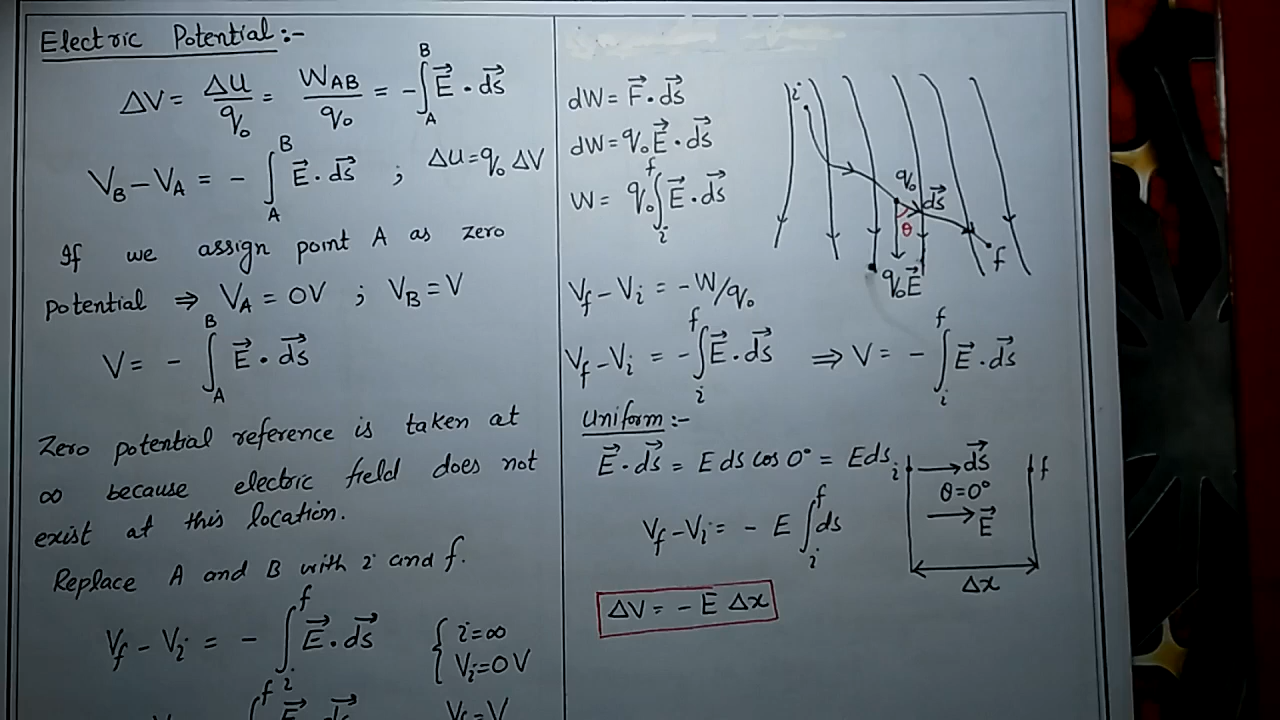 Electric Potential:-
ΔV = ΔU/q₀ = W_AB/q₀ = -∫_A^B E⃗ · ds⃗
V_B - V_A = -∫_A^B E⃗ . ds⃗ ; ΔU = q₀ ΔV
If we assign point A as zero
potential ⇒ V_A = 0V ; V_B = V
V = -∫_A^B E⃗ · ds⃗
Zero potential reference is taken at
∞ because electric field does not
exist at this location.
Replace A and B with i and f.
V_f - V_i = -∫_i^f E⃗ . ds⃗ { i = ∞
V_i = 0 V
∫^f E⃗ ds⃗
dW = F⃗ . ds⃗
dW = q₀ E⃗ · ds⃗
W = q₀ ∫_i^f E⃗ . ds⃗
i
q₀
ds⃗
θ
f
q₀E⃗
V_f - V_i = -W/q₀
V_f - V_i = -∫_i^f E⃗ . ds⃗ ⇒ V = -∫_i^f E⃗ . ds⃗
Uniform :-
E⃗ . ds⃗ = E ds cos 0° = E ds
V_f - V_i = - E ∫_i^f ds
ΔV = - E Δx
i
ds⃗
f
θ = 0°
E⃗
Δx